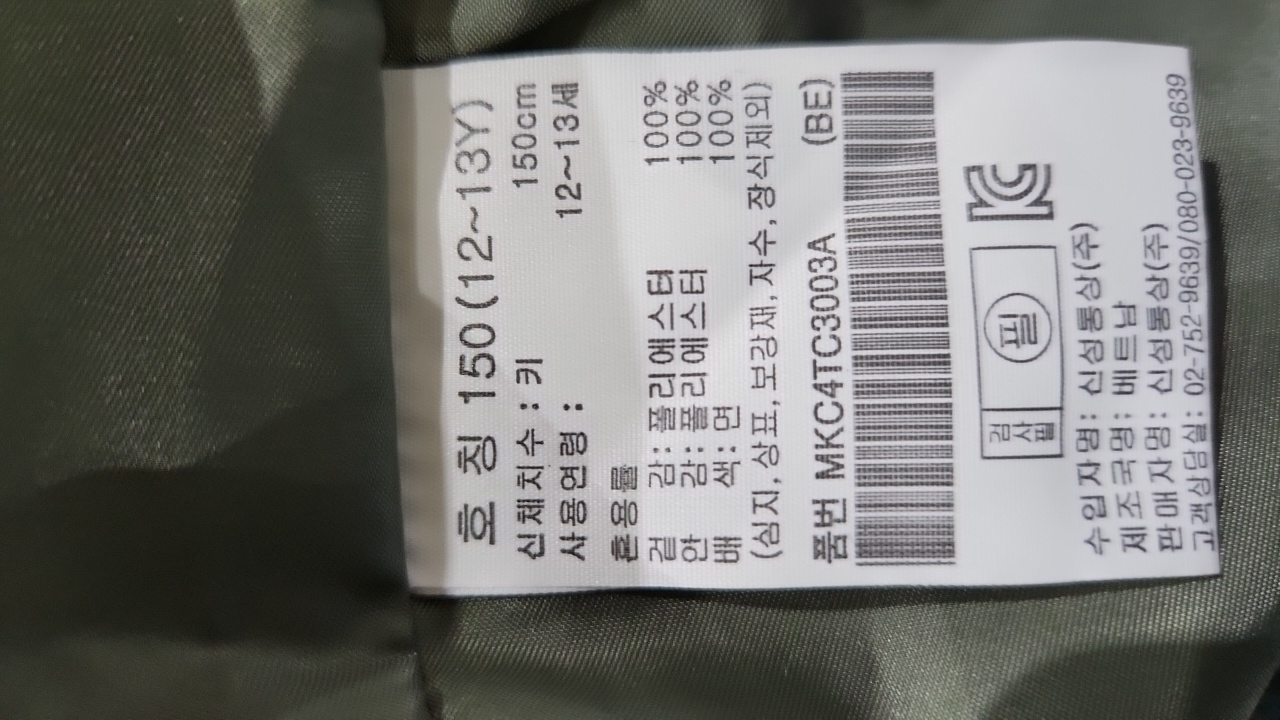 호 칭 150(12~13Y)
신체치수 : 키 150cm
사용연령 : 12~13세
혼용률
겉 감: 폴리에스터 100%
안 감: 폴리에스터 100%
배 색: 면 100%
(심지, 상표, 보강재, 자수, 장식제외)
품번 MKC4TC3003A (BE)
검사필 필
수입자명: 신성통상(주)
제조국명: 베트남
판매자명: 신성통상(주)
고객상담실: 02-752-9639/080-023-9639